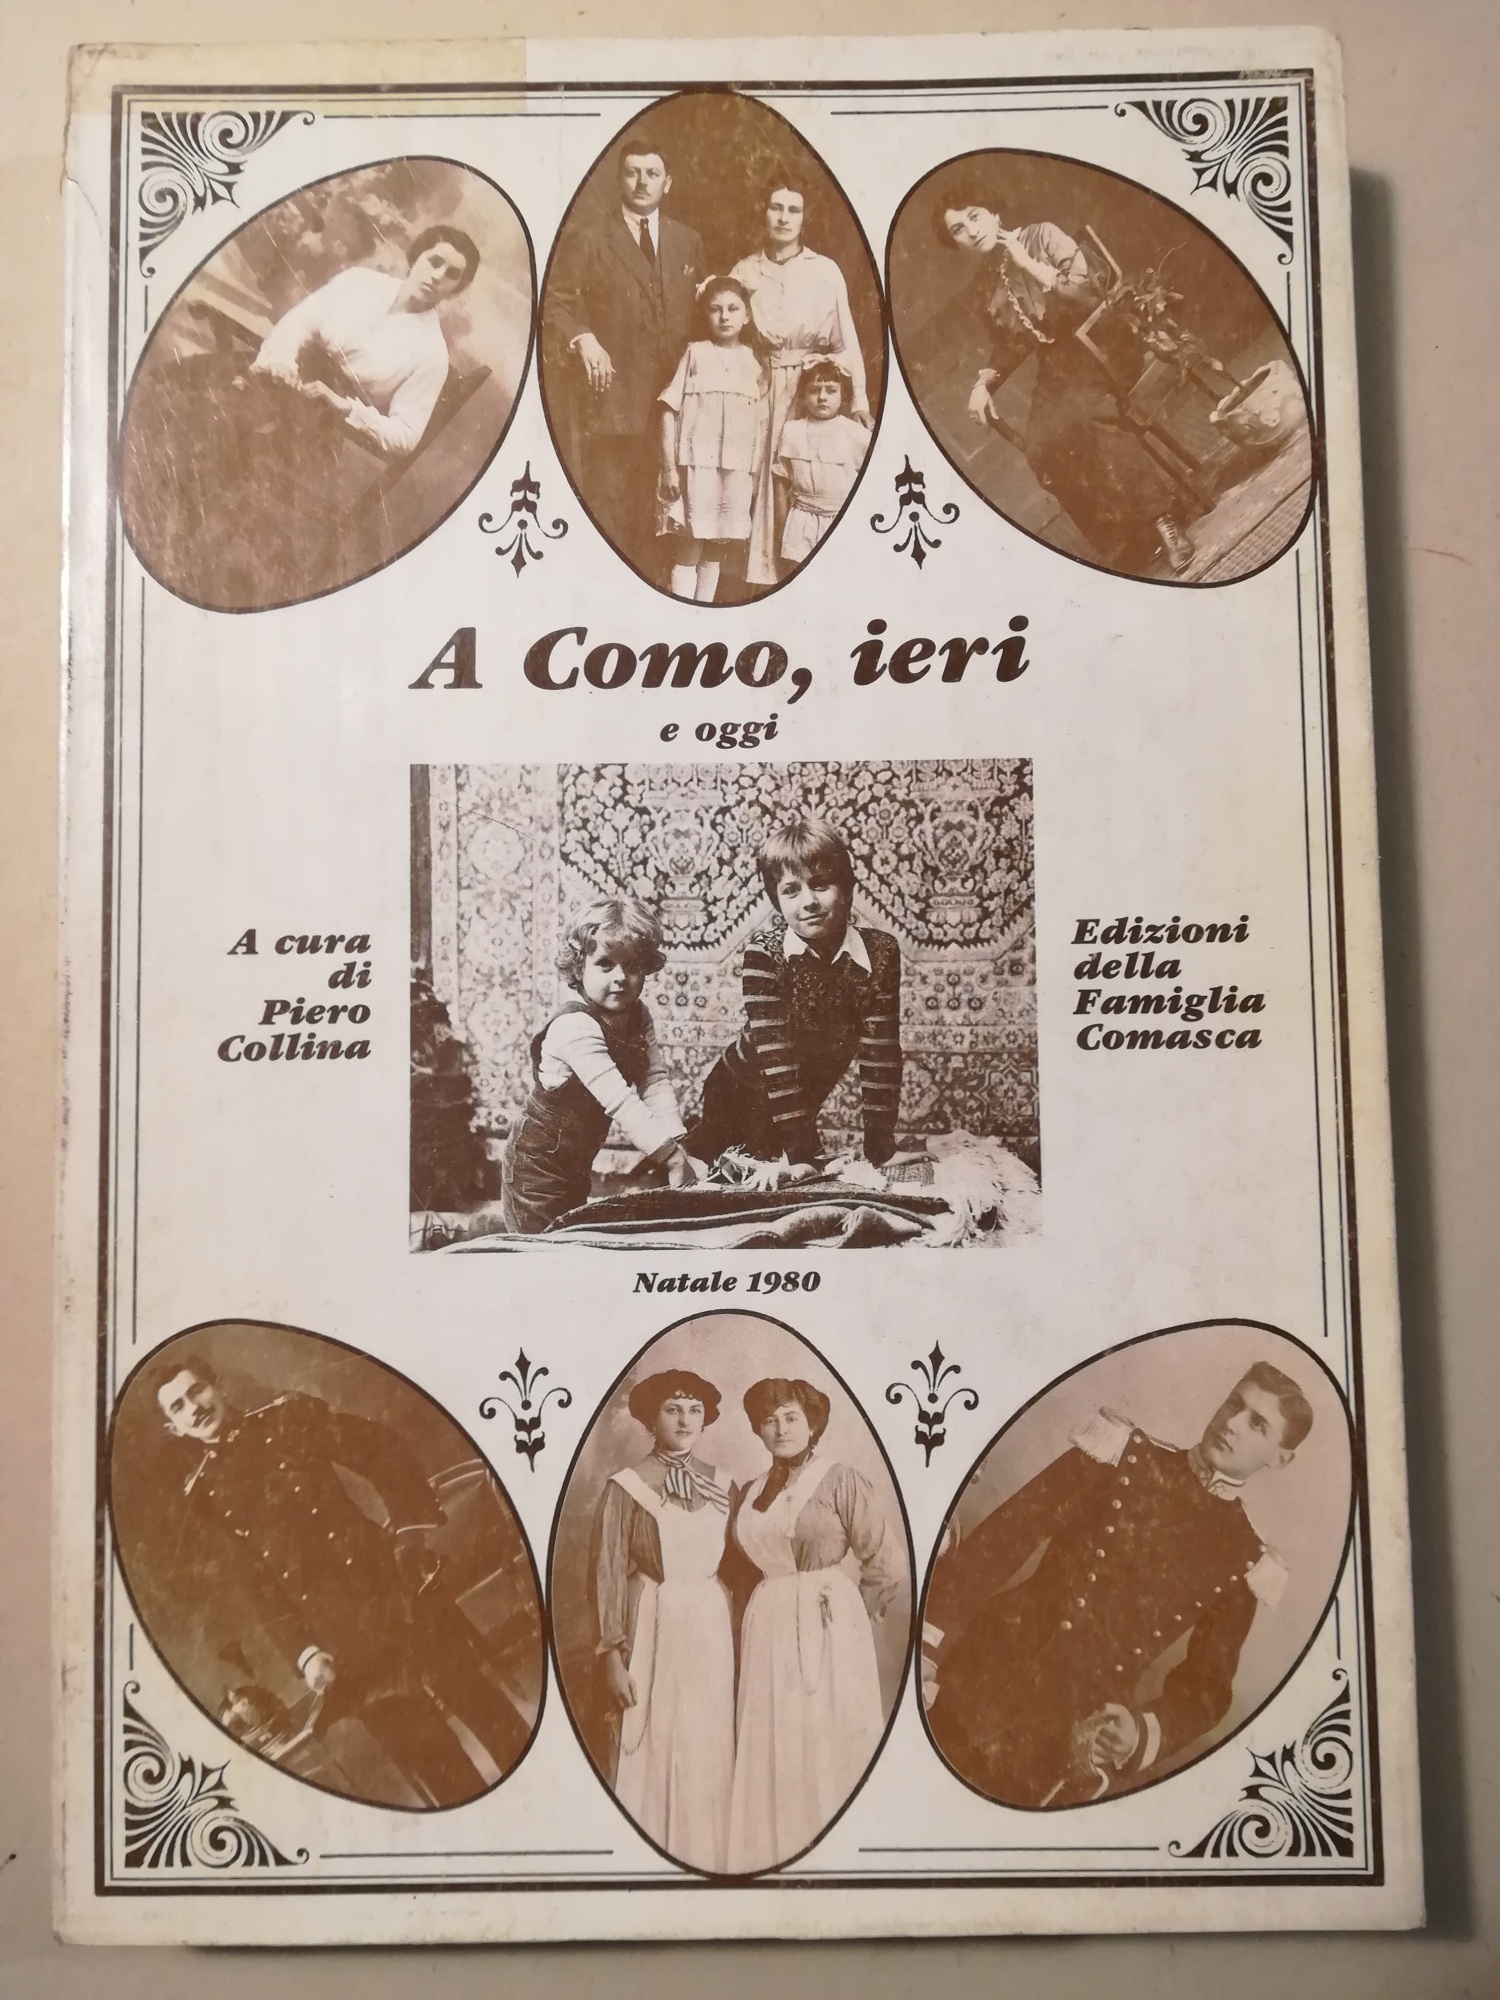 A Como, ieri
e oggi
A cura
di
Piero
Collina
Edizioni
della
Famiglia
Comasca
Natale 1980